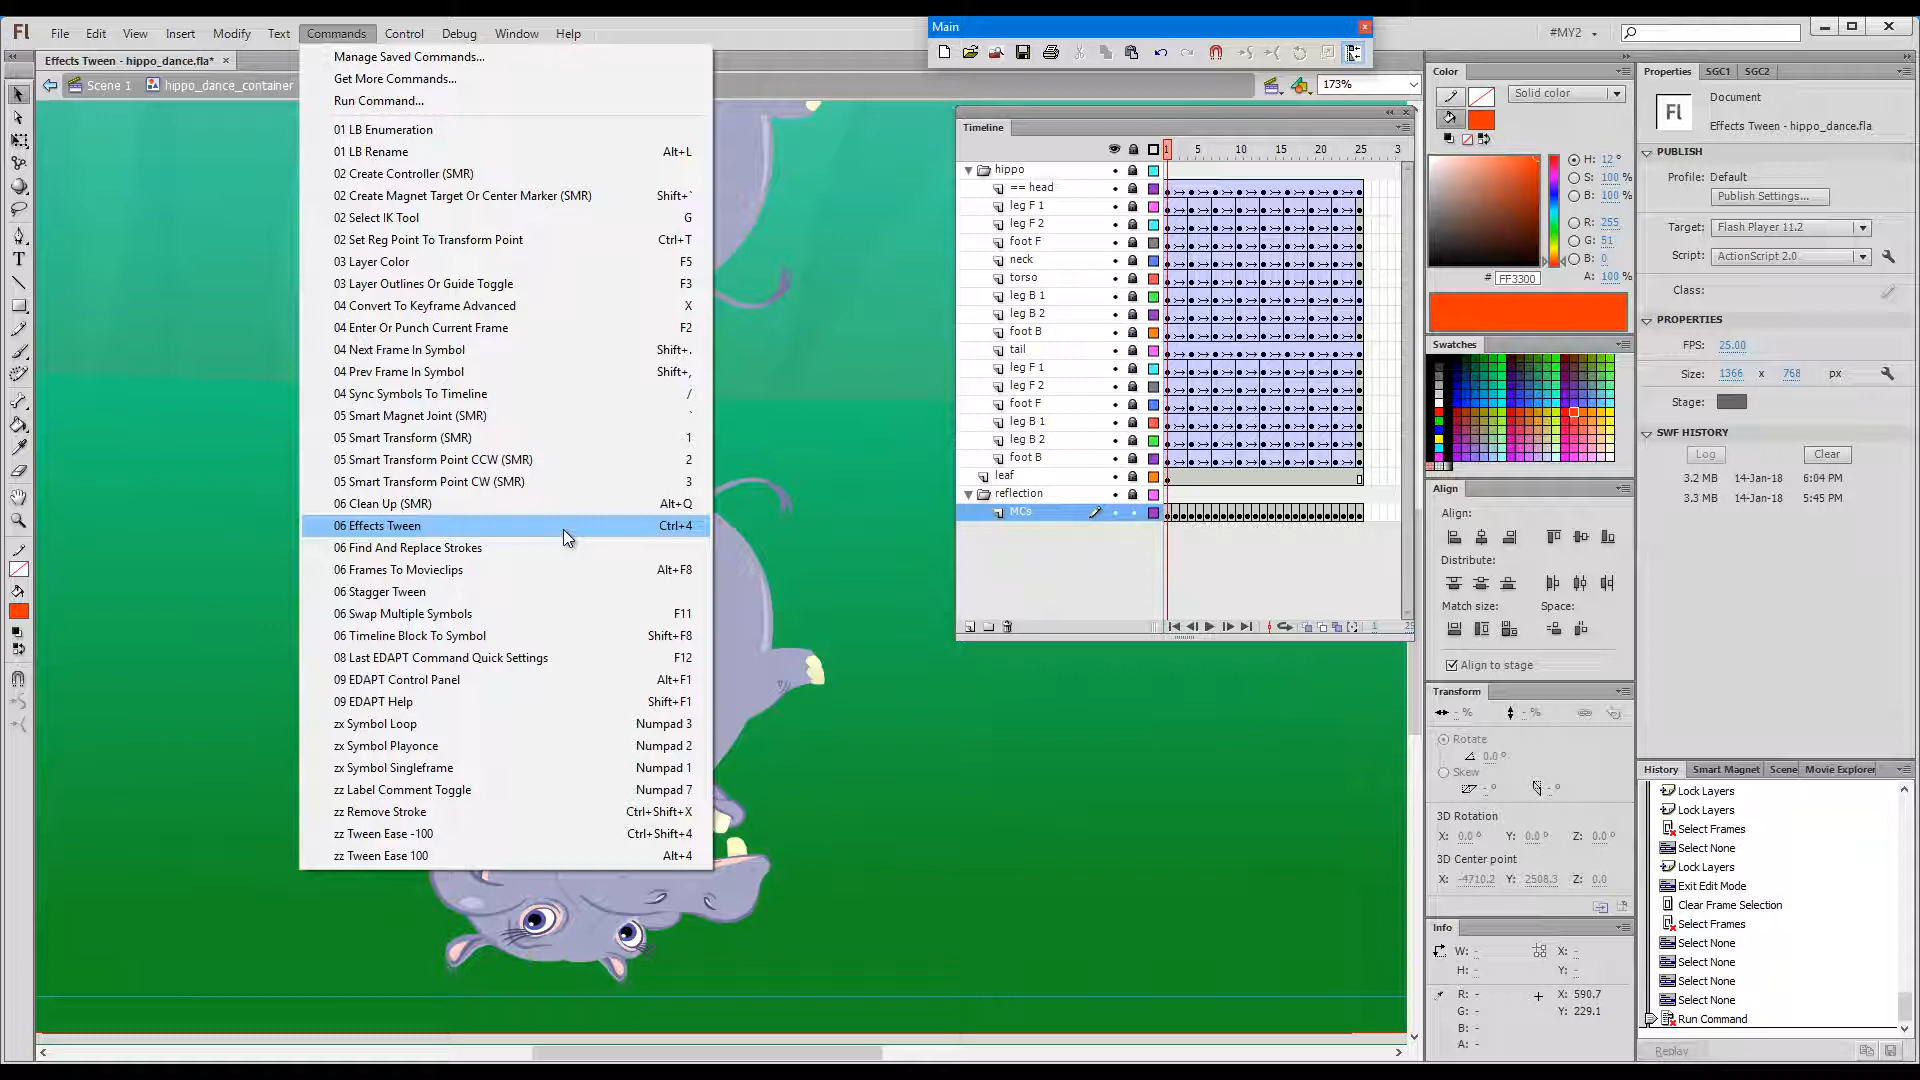 Fl File Edit View Insert Modify Text Commands Control Debug Window Help
Main
#MY2
Effects Tween - hippo_dance.fla* ×
Scene 1 hippo_dance_container
173%
Manage Saved Commands...
Get More Commands...
Run Command...
01 LB Enumeration
01 LB Rename Alt+L
02 Create Controller (SMR)
02 Create Magnet Target Or Center Marker (SMR) Shift+`
02 Select IK Tool G
02 Set Reg Point To Transform Point Ctrl+T
03 Layer Color F5
03 Layer Outlines Or Guide Toggle F3
04 Convert To Keyframe Advanced X
04 Enter Or Punch Current Frame F2
04 Next Frame In Symbol Shift+.
04 Prev Frame In Symbol Shift+,
04 Sync Symbols To Timeline /
05 Smart Magnet Joint (SMR) `
05 Smart Transform (SMR) 1
05 Smart Transform Point CCW (SMR) 2
05 Smart Transform Point CW (SMR) 3
06 Clean Up (SMR) Alt+Q
06 Effects Tween Ctrl+4
06 Find And Replace Strokes
06 Frames To Movieclips Alt+F8
06 Stagger Tween
06 Swap Multiple Symbols F11
06 Timeline Block To Symbol Shift+F8
08 Last EDAPT Command Quick Settings F12
09 EDAPT Control Panel Alt+F1
09 EDAPT Help Shift+F1
zx Symbol Loop Numpad 3
zx Symbol Playonce Numpad 2
zx Symbol Singleframe Numpad 1
zz Label Comment Toggle Numpad 7
zz Remove Stroke Ctrl+Shift+X
zz Tween Ease -100 Ctrl+Shift+4
zz Tween Ease 100 Alt+4
Timeline
1 5 10 15 20 25 3
hippo
== head
leg F 1
leg F 2
foot F
neck
torso
leg B 1
leg B 2
foot B
tail
leg F 1
leg F 2
foot F
leg B 1
leg B 2
foot B
leaf
reflection
MCs
1 25
Color
Solid color
H: 12 °
S: 100 %
B: 100 %
R: 255
G: 51
B: 0
# FF3300 A: 100 %
Swatches
Align
Align:
Distribute:
Match size: Space:
Align to stage
Transform
- % - %
Rotate
0.0 °
Skew
- ° - °
3D Rotation
X: 0.0 ° Y: 0.0 ° Z: 0.0 °
3D Center point
X: -4710.2 Y: 2508.3 Z: 0.0
Info
W: - X: -
H: - Y: -
R: - X: 590.7
G: - Y: 229.1
B: -
A: -
Properties SGC1 SGC2
Fl Document
Effects Tween - hippo_dance.fla
PUBLISH
Profile: Default
Publish Settings...
Target: Flash Player 11.2
Script: ActionScript 2.0
Class:
PROPERTIES
FPS: 25.00
Size: 1366 x 768 px
Stage:
SWF HISTORY
Log Clear
3.2 MB 14-Jan-18 6:04 PM
3.3 MB 14-Jan-18 5:45 PM
History Smart Magnet Scene Movie Explorer
Lock Layers
Lock Layers
Select Frames
Select None
Lock Layers
Exit Edit Mode
Clear Frame Selection
Select Frames
Select None
Select None
Select None
Select None
Run Command
Replay